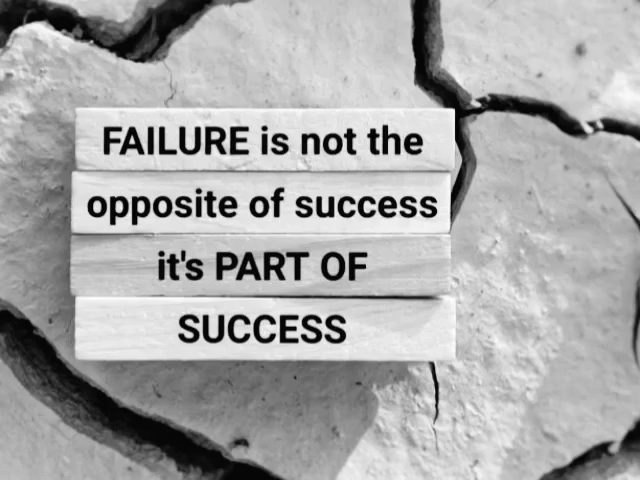 FAILURE is not the
opposite of success
it's PART OF
SUCCESS